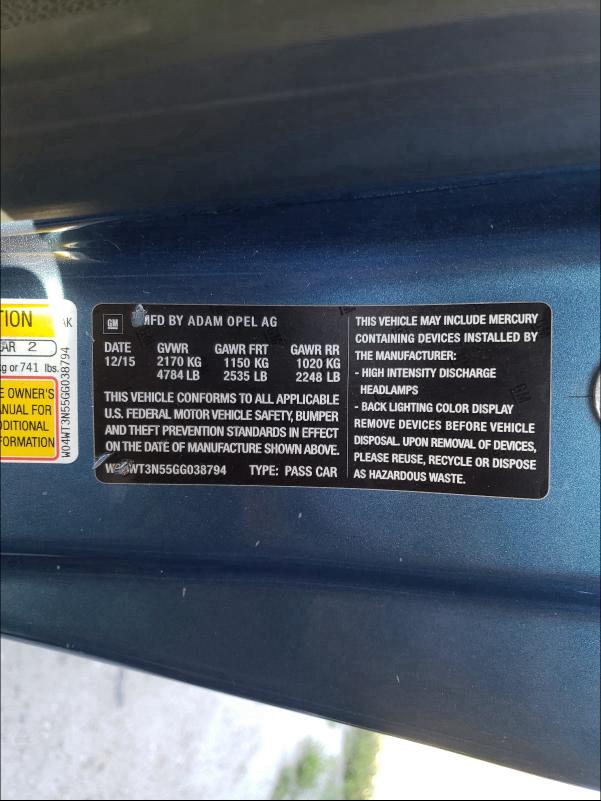 TION
AK
AR 2
g or 741 lbs.
E OWNER'S
ANUAL FOR
DDITIONAL
FORMATION
W04WT3N55GG038794
GM
MFD BY ADAM OPEL AG
DATE GVWR GAWR FRT GAWR RR
12/15 2170 KG 1150 KG 1020 KG
4784 LB 2535 LB 2248 LB
THIS VEHICLE CONFORMS TO ALL APPLICABLE
U.S. FEDERAL MOTOR VEHICLE SAFETY, BUMPER
AND THEFT PREVENTION STANDARDS IN EFFECT
ON THE DATE OF MANUFACTURE SHOWN ABOVE.
W04WT3N55GG038794 TYPE: PASS CAR
THIS VEHICLE MAY INCLUDE MERCURY
CONTAINING DEVICES INSTALLED BY
THE MANUFACTURER:
- HIGH INTENSITY DISCHARGE
HEADLAMPS
- BACK LIGHTING COLOR DISPLAY
REMOVE DEVICES BEFORE VEHICLE
DISPOSAL. UPON REMOVAL OF DEVICES,
PLEASE REUSE, RECYCLE OR DISPOSE
AS HAZARDOUS WASTE.